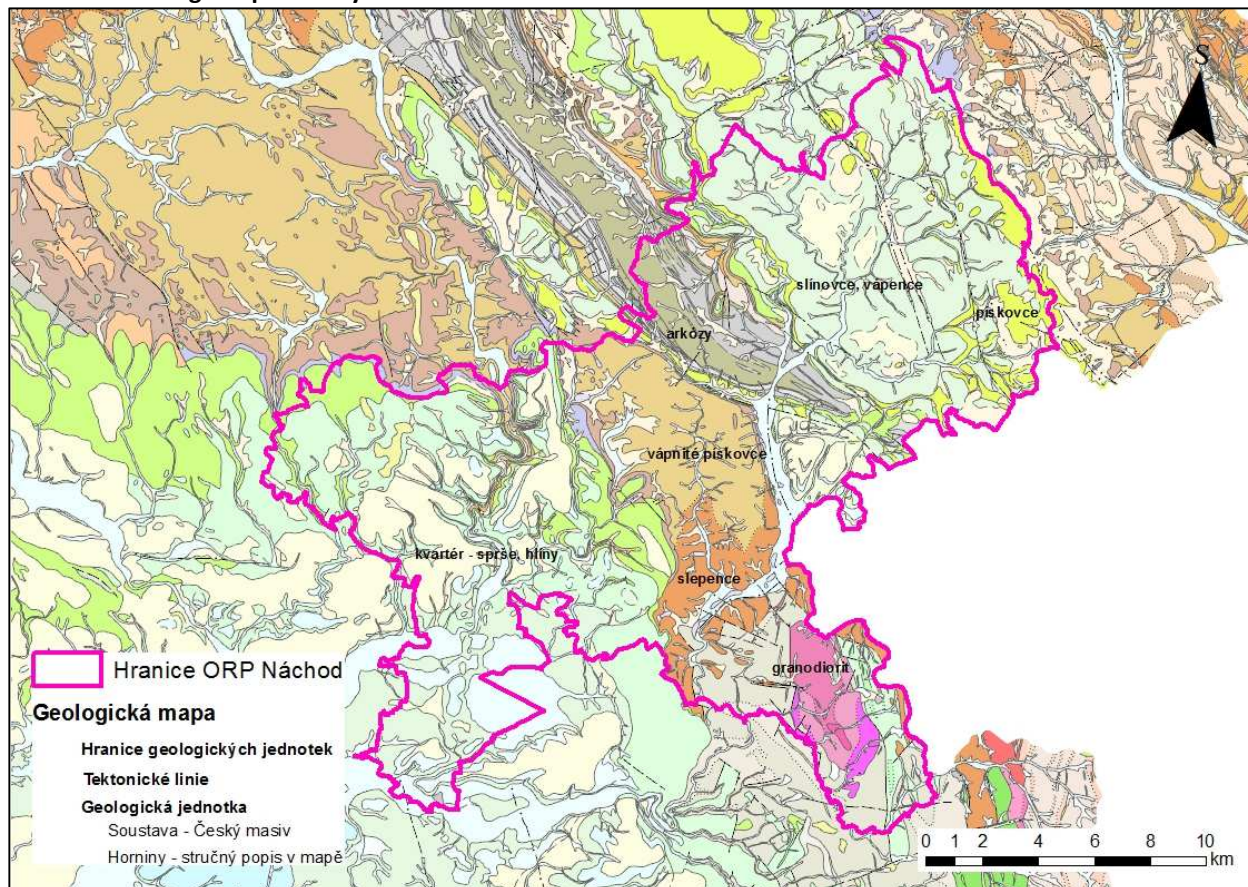 S
slínovce, vápence
pískovce
arkózy
vápnité pískovce
kvartér - spŕše, hlíny
slepence
granodiorit
Hranice ORP Náchod
Geologická mapa
Hranice geologických jednotek
Tektonické linie
Geologická jednotka
Soustava - Český masiv
Horniny - stručný popis v mapě
0 1 2 4 6 8 10
km